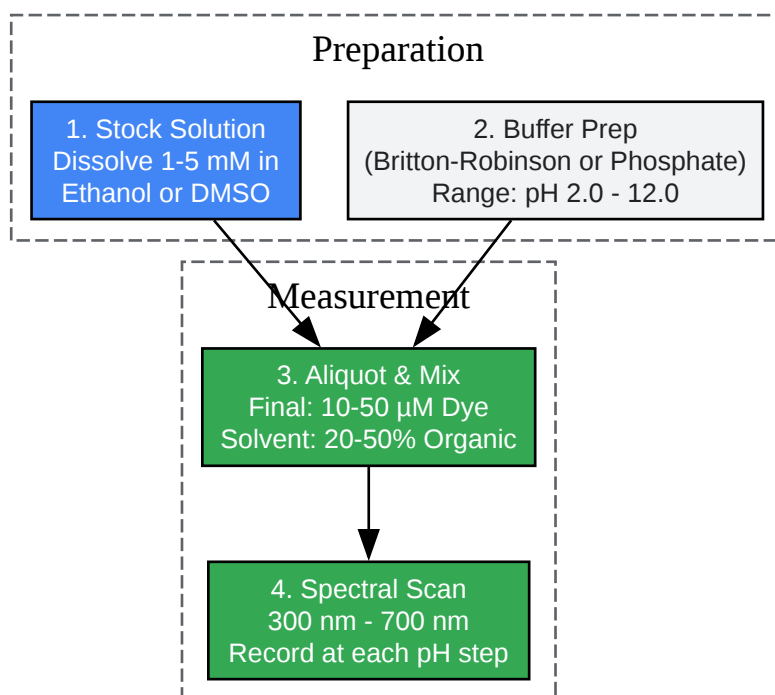 Preparation
1. Stock Solution
Dissolve 1-5 mM in
Ethanol or DMSO
2. Buffer Prep
(Britton-Robinson or Phosphate)
Range: pH 2.0 - 12.0
Measurement
3. Aliquot & Mix
Final: 10-50 µM Dye
Solvent: 20-50% Organic
4. Spectral Scan
300 nm - 700 nm
Record at each pH step